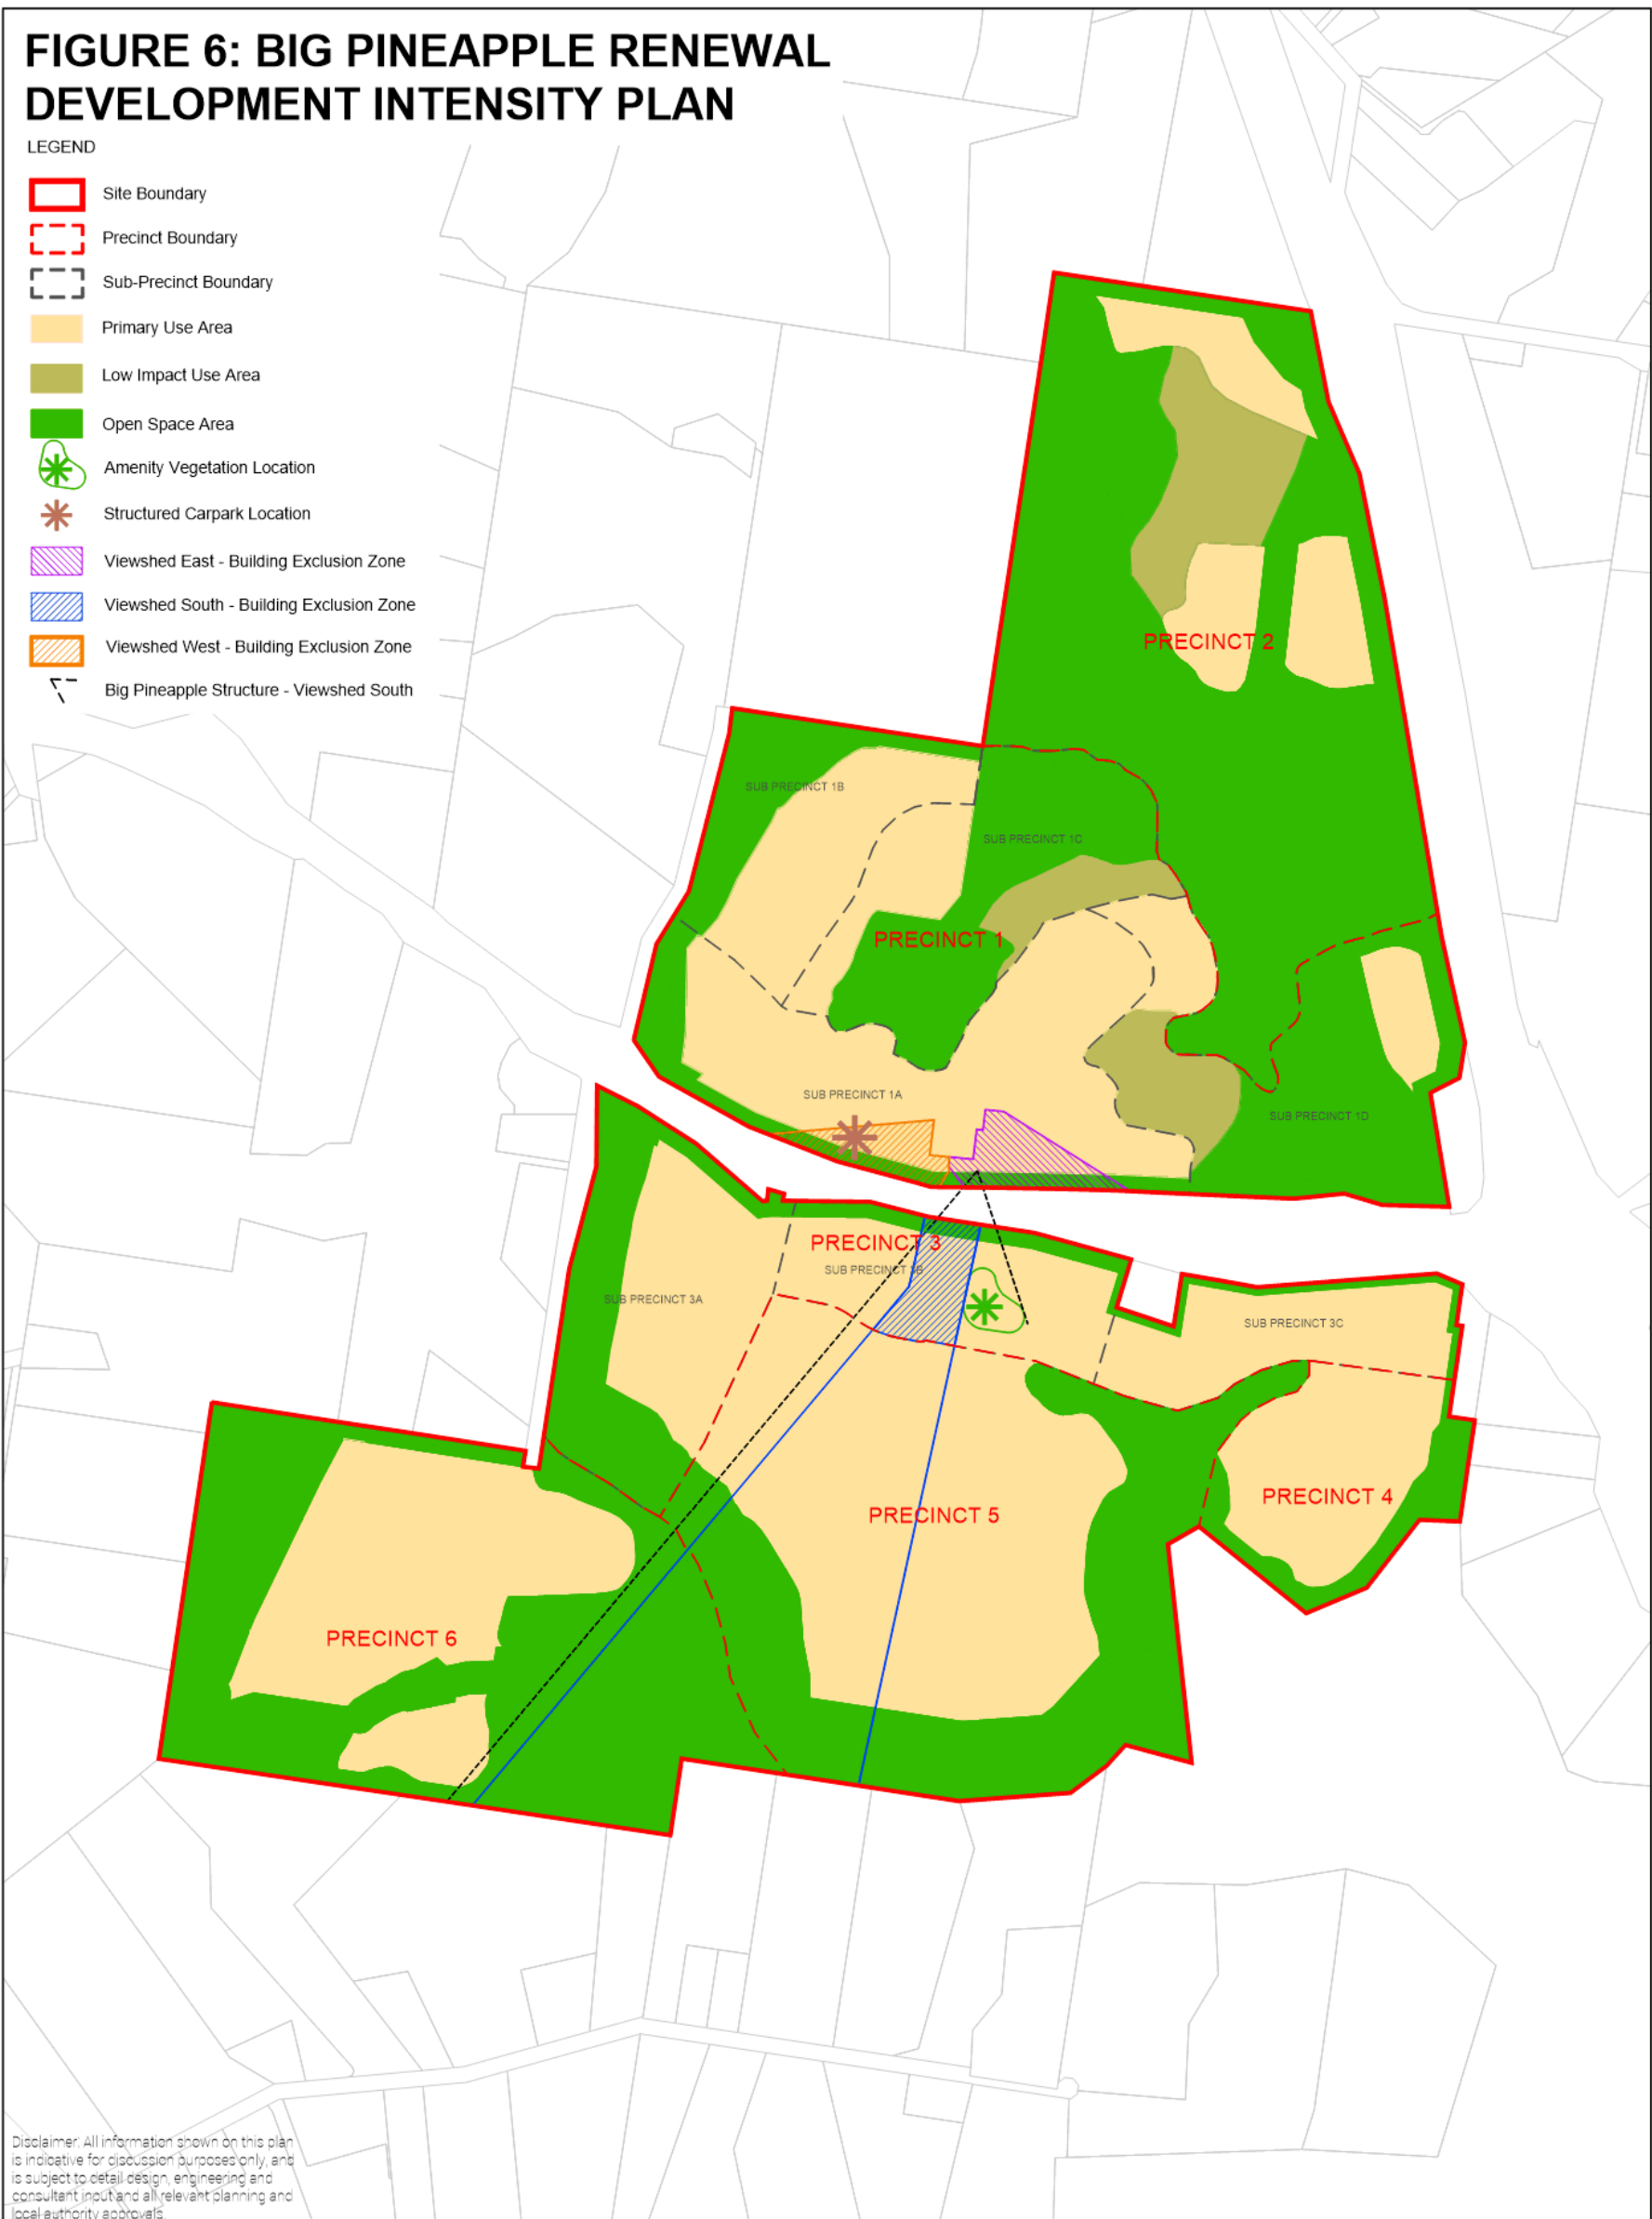 FIGURE 6: BIG PINEAPPLE RENEWAL
DEVELOPMENT INTENSITY PLAN
LEGEND
Site Boundary
Precinct Boundary
Sub-Precinct Boundary
Primary Use Area
Low Impact Use Area
Open Space Area
Amenity Vegetation Location
Structured Carpark Location
Viewshed East - Building Exclusion Zone
Viewshed South - Building Exclusion Zone
Viewshed West - Building Exclusion Zone
Big Pineapple Structure - Viewshed South
PRECINCT 2
SUB PRECINCT 1B
SUB PRECINCT 1C
PRECINCT 1
SUB PRECINCT 1A
SUB PRECINCT 1D
PRECINCT 3
SUB PRECINCT 3B
SUB PRECINCT 3A
SUB PRECINCT 3C
PRECINCT 4
PRECINCT 5
PRECINCT 6
Disclaimer: All information shown on this plan
is indicative for discussion purposes only, and
is subject to detail design, engineering and
consultant input and all relevant planning and
local authority approvals.